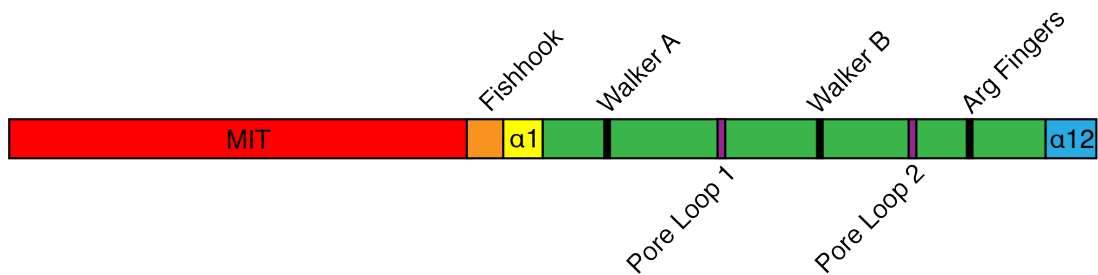 Fishhook
Walker A
Walker B
Arg Fingers
MIT
α1
α12
Pore Loop 1
Pore Loop 2